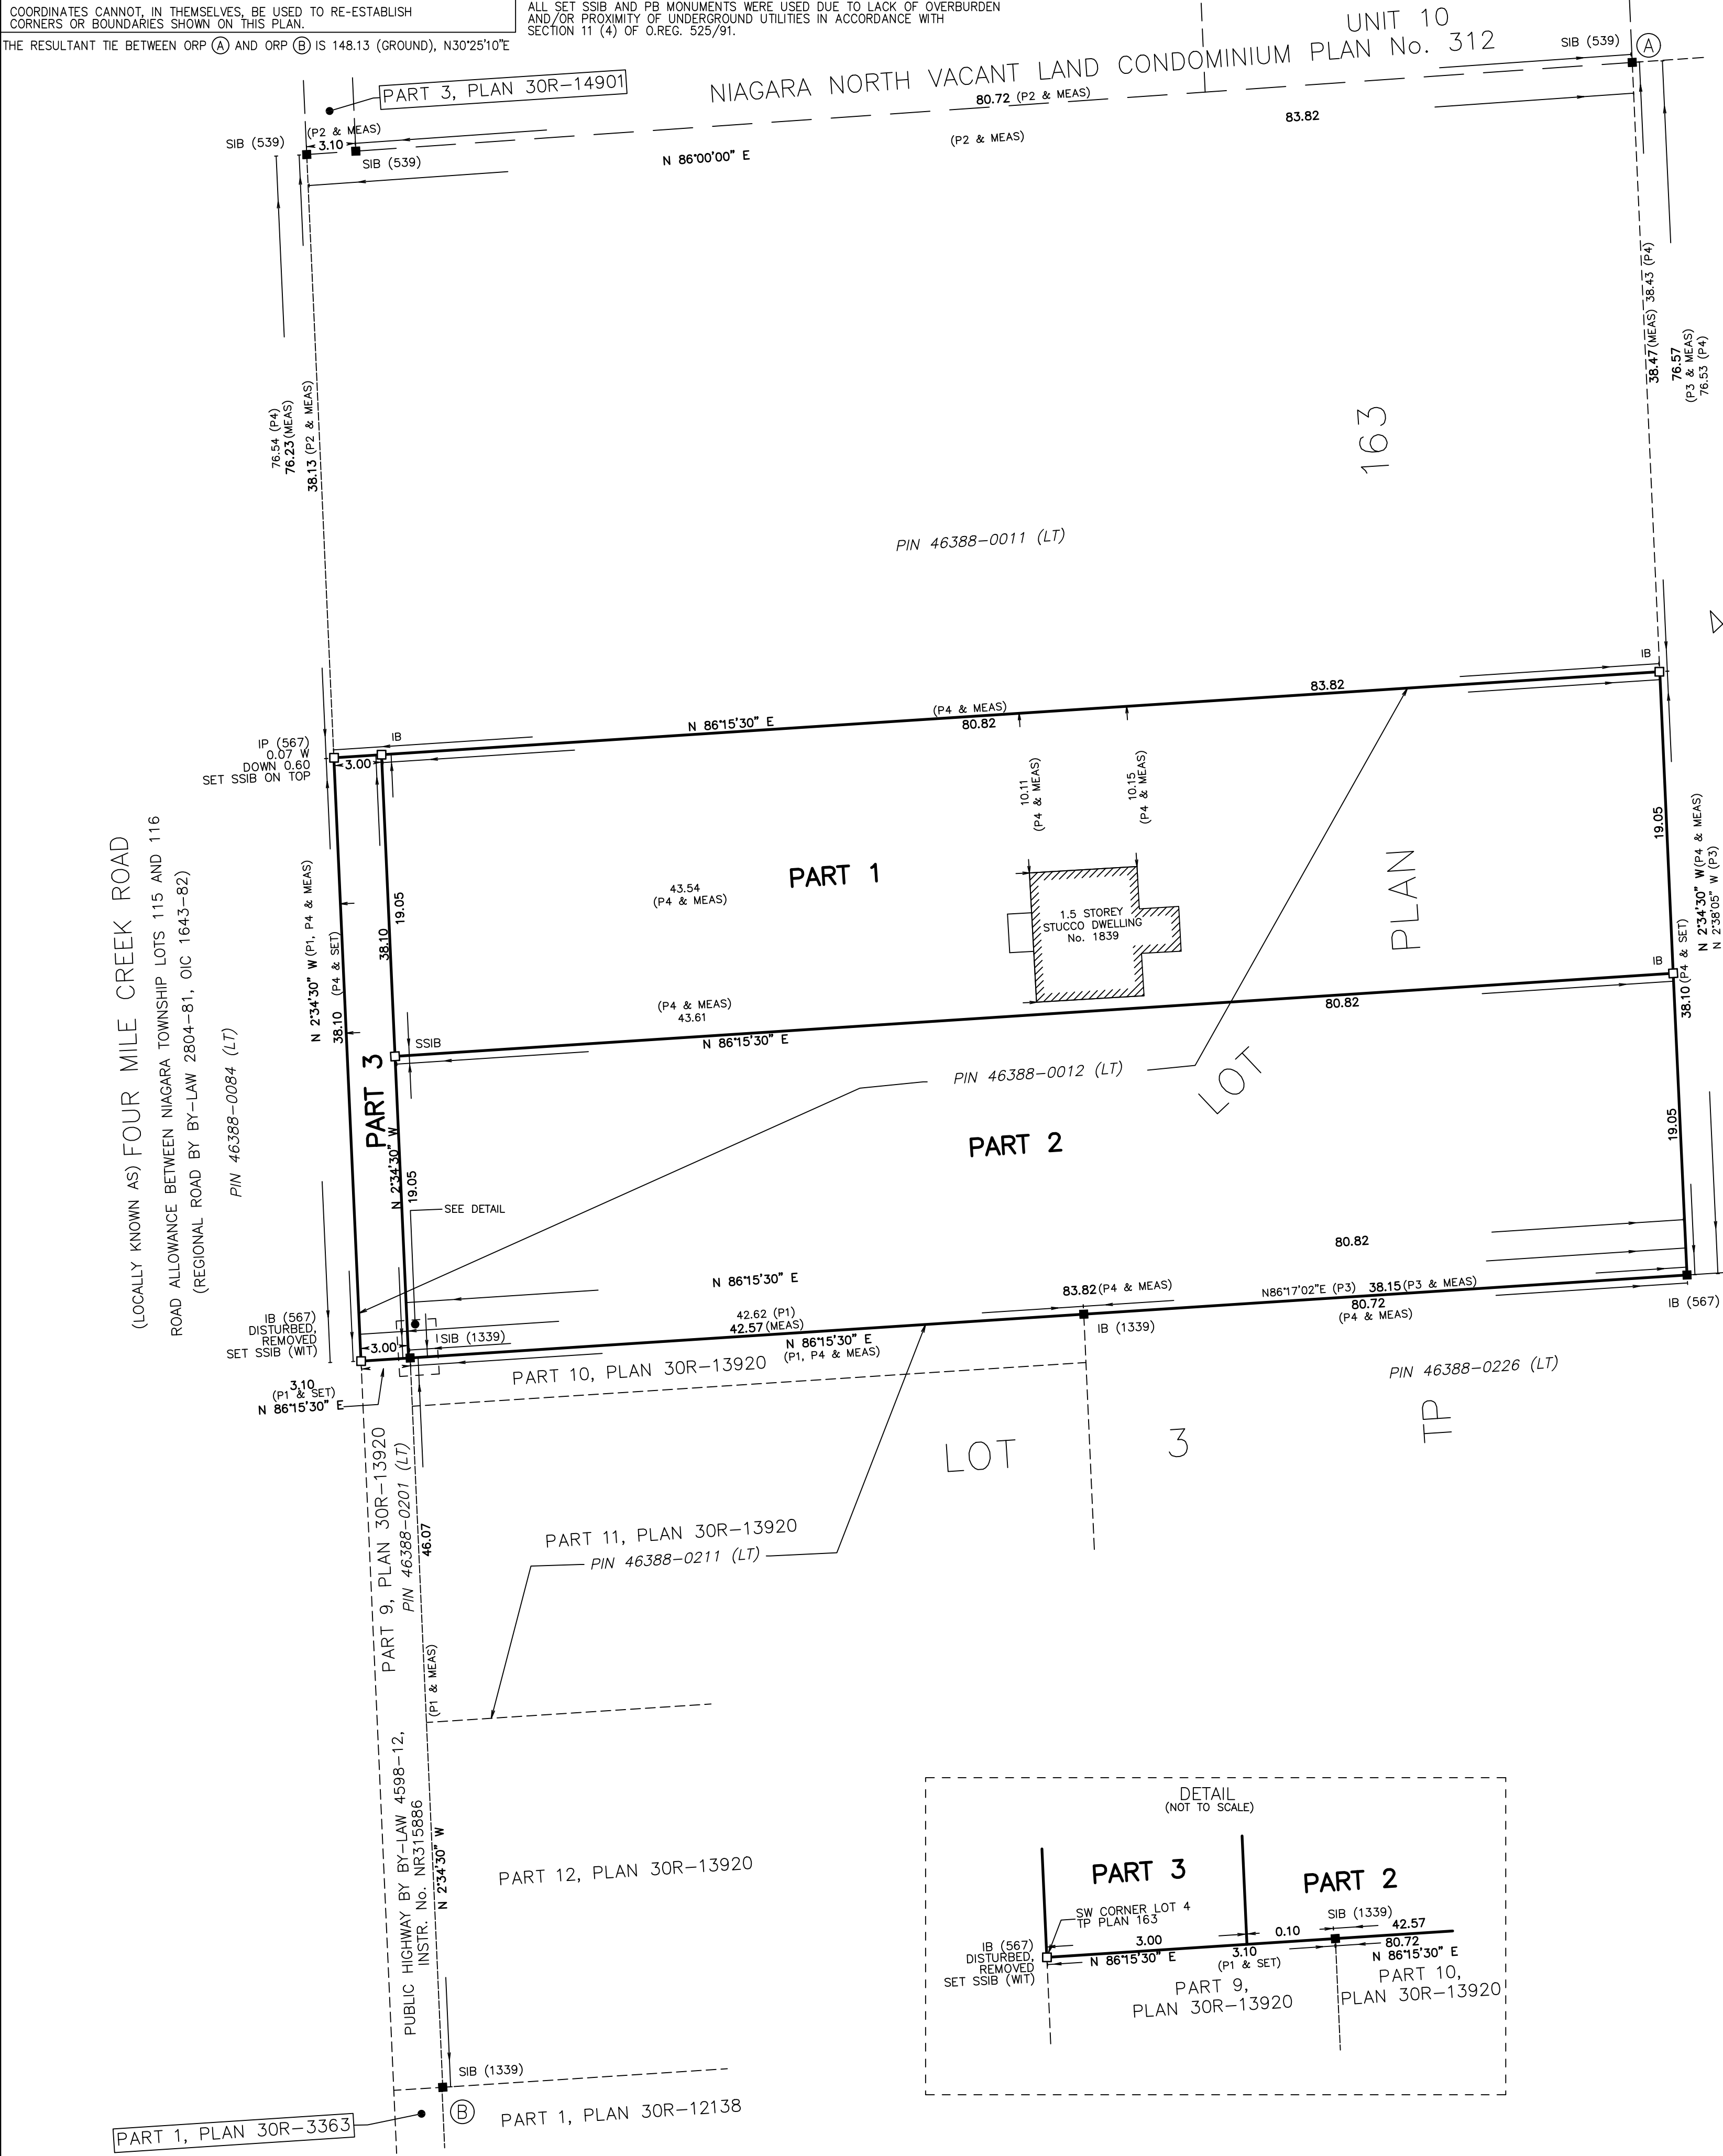 COORDINATES CANNOT, IN THEMSELVES, BE USED TO RE-ESTABLISH
CORNERS OR BOUNDARIES SHOWN ON THIS PLAN.
THE RESULTANT TIE BETWEEN ORP (A) AND ORP (B) IS 148.13 (GROUND), N30°25'10"E
ALL SET SSIB AND PB MONUMENTS WERE USED DUE TO LACK OF OVERBURDEN
AND/OR PROXIMITY OF UNDERGROUND UTILITIES IN ACCORDANCE WITH
SECTION 11 (4) OF O.REG. 525/91.
UNIT 10
NIAGARA NORTH VACANT LAND CONDOMINIUM PLAN No. 312
SIB (539)
A
PART 3, PLAN 30R-14901
80.72 (P2 & MEAS)
83.82
(P2 & MEAS)
N 86°00'00" E
(P2 & MEAS)
3.10
SIB (539)
SIB (539)
76.54 (P4)
76.23 (MEAS)
38.13 (P2 & MEAS)
38.47 (MEAS) 38.43 (P4)
76.57
(P3 & MEAS)
76.53 (P4)
163
PIN 46388-0011 (LT)
IB
83.82
(P4 & MEAS)
80.82
N 86°15'30" E
IB
IP (567)
0.07 W
DOWN 0.60
SET SSIB ON TOP
3.00
10.11
(P4 & MEAS)
10.15
(P4 & MEAS)
(LOCALLY KNOWN AS) FOUR MILE CREEK ROAD
ROAD ALLOWANCE BETWEEN NIAGARA TOWNSHIP LOTS 115 AND 116
(REGIONAL ROAD BY BY-LAW 2804-81, OIC 1643-82)
PIN 46388-0084 (LT)
N 2°34'30" W (P1, P4 & MEAS)
38.10 (P4 & SET)
19.05
38.10
PART 1
43.54
(P4 & MEAS)
1.5 STOREY
STUCCO DWELLING
No. 1839
PLAN
19.05
N 2°34'30" W (P4 & MEAS)
N 2°38'05" W (P3)
38.10 (P4 & SET)
IB
(P4 & MEAS)
43.61
80.82
SSIB
N 86°15'30" E
PART 3
N 2°34'30" W
19.05
PIN 46388-0012 (LT)
LOT
PART 2
19.05
SEE DETAIL
80.82
N 86°15'30" E
83.82 (P4 & MEAS)
N86°17'02"E (P3) 38.15 (P3 & MEAS)
80.72
(P4 & MEAS)
IB (567)
IB (567)
DISTURBED,
REMOVED
SET SSIB (WIT)
3.00
SIB (1339)
42.62 (P1)
42.57 (MEAS)
N 86°15'30" E
(P1, P4 & MEAS)
IB (1339)
3.10
(P1 & SET)
N 86°15'30" E
PART 10, PLAN 30R-13920
PIN 46388-0226 (LT)
LOT
3
TP
PART 9, PLAN 30R-13920
PIN 46388-0201 (LT)
46.07
(P1 & MEAS)
PART 11, PLAN 30R-13920
PIN 46388-0211 (LT)
PUBLIC HIGHWAY BY BY-LAW 4598-12,
INSTR. No. NR315886
N 2°34'30" W
PART 12, PLAN 30R-13920
SIB (1339)
B
PART 1, PLAN 30R-12138
PART 1, PLAN 30R-3363
DETAIL
(NOT TO SCALE)
PART 3
PART 2
SW CORNER LOT 4
TP PLAN 163
SIB (1339)
IB (567)
DISTURBED,
REMOVED
SET SSIB (WIT)
3.00
0.10
42.57
N 86°15'30" E
3.10
(P1 & SET)
80.72
N 86°15'30" E
PART 9,
PLAN 30R-13920
PART 10,
PLAN 30R-13920